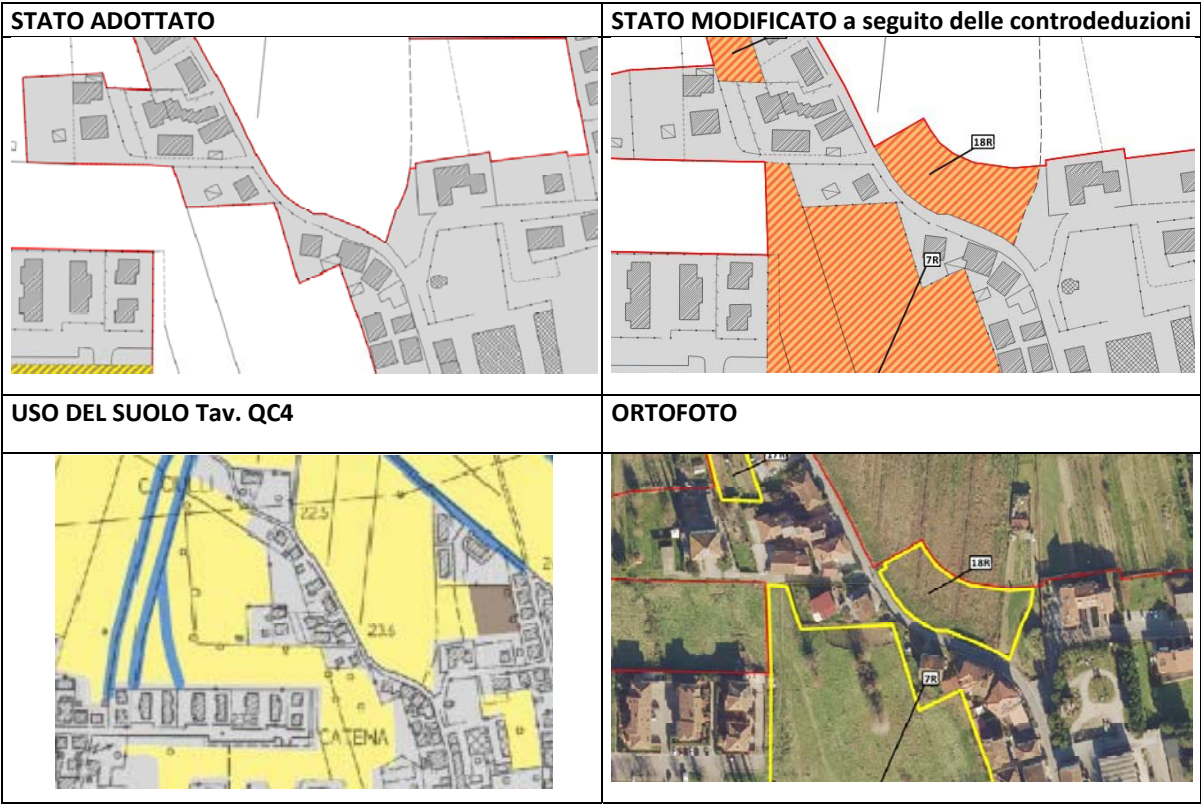 STATO ADOTTATO
STATO MODIFICATO a seguito delle controdeduzioni
18R
7R
USO DEL SUOLO Tav. QC4
ORTOFOTO
22.5
23.6
CATENA
18R
7R